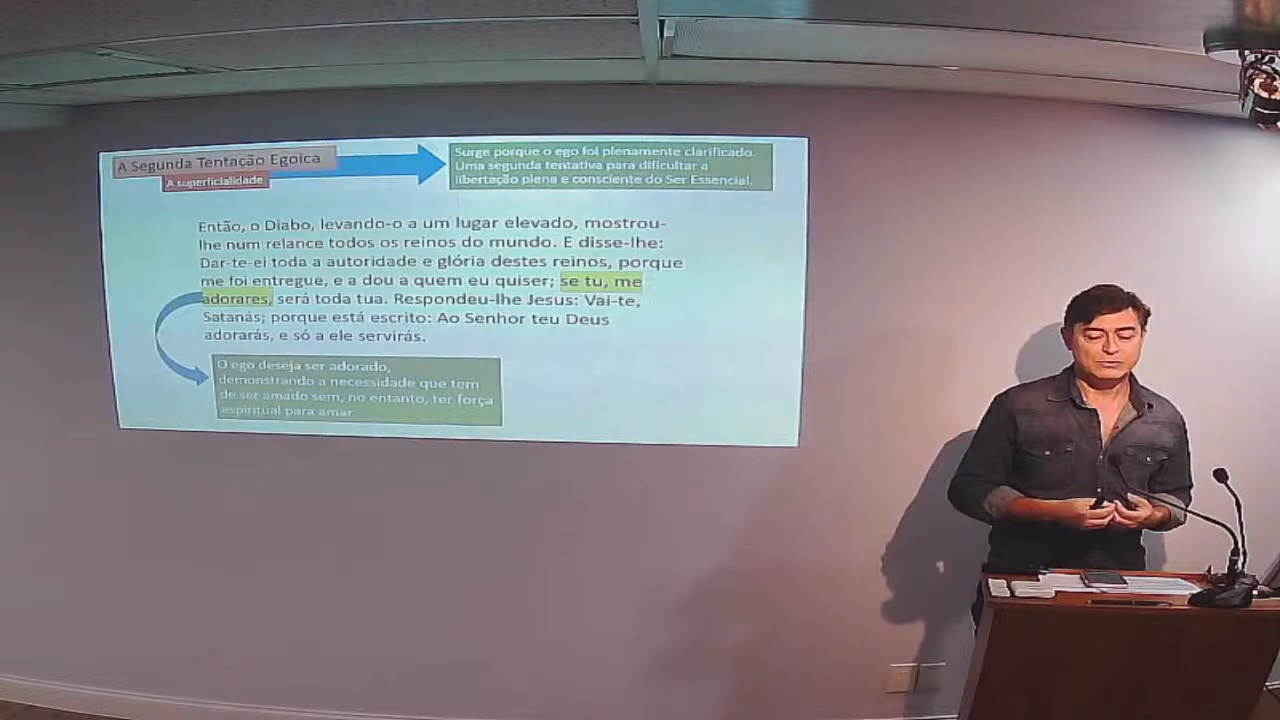 A Segunda Tentação Egoica
A superficialidade
Surge porque o ego foi plenamente clarificado.
Uma segunda tentativa para dificultar a
libertação plena e consciente do Ser Essencial.
Então, o Diabo, levando-o a um lugar elevado, mostrou-
lhe num relance todos os reinos do mundo. E disse-lhe:
Dar-te-ei toda a autoridade e glória destes reinos, porque
me foi entregue, e a dou a quem eu quiser; se tu, me
adorares, será toda tua. Respondeu-lhe Jesus: Vai-te,
Satanás; porque está escrito: Ao Senhor teu Deus
adorarás, e só a ele servirás.
O ego deseja ser adorado,
demonstrando a necessidade que tem
de ser amado sem, no entanto, ter força
espiritual para amar.